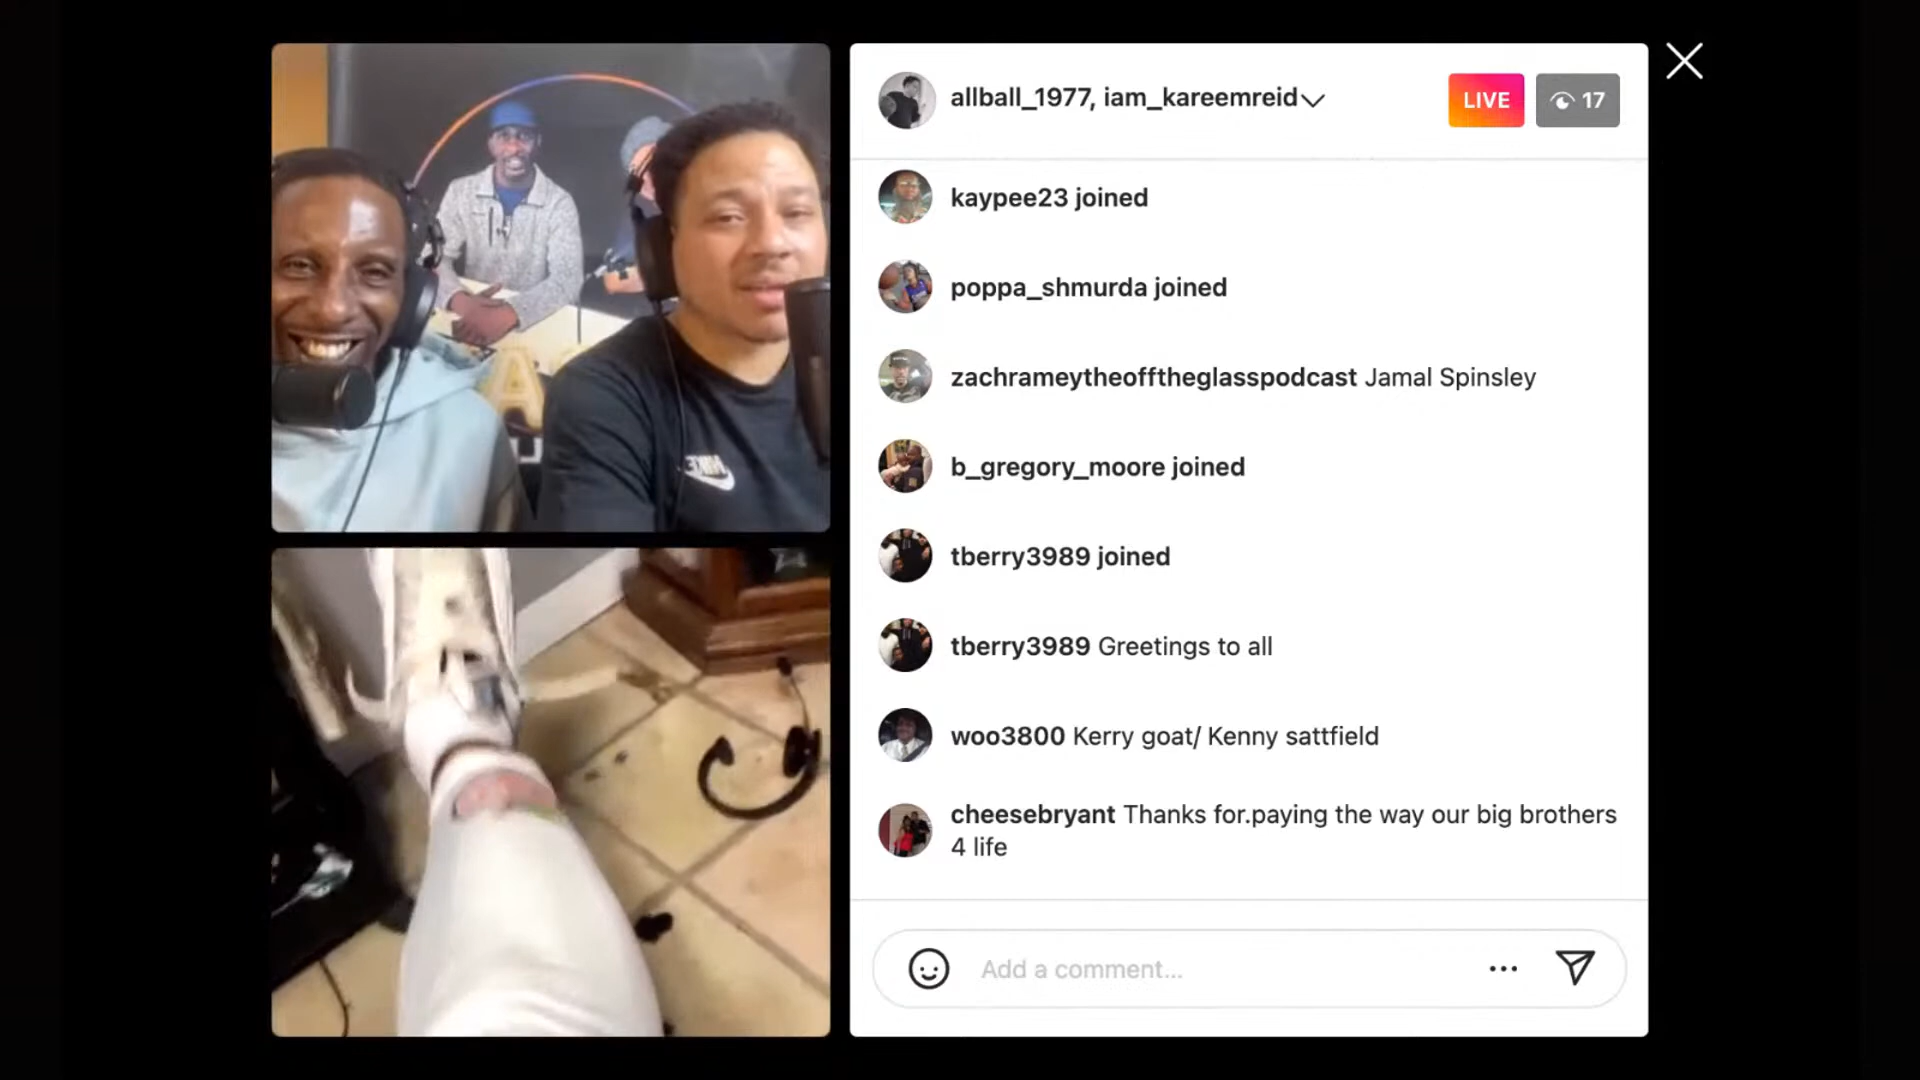 allball_1977, iam_kareemreid
LIVE
17
kaypee23 joined
poppa_shmurda joined
zachrameytheofftheglasspodcast Jamal Spinsley
b_gregory_moore joined
tberry3989 joined
tberry3989 Greetings to all
woo3800 Kerry goat/ Kenny sattfield
cheesebryant Thanks for.paying the way our big brothers
4 life
Add a comment...
NIKE
A